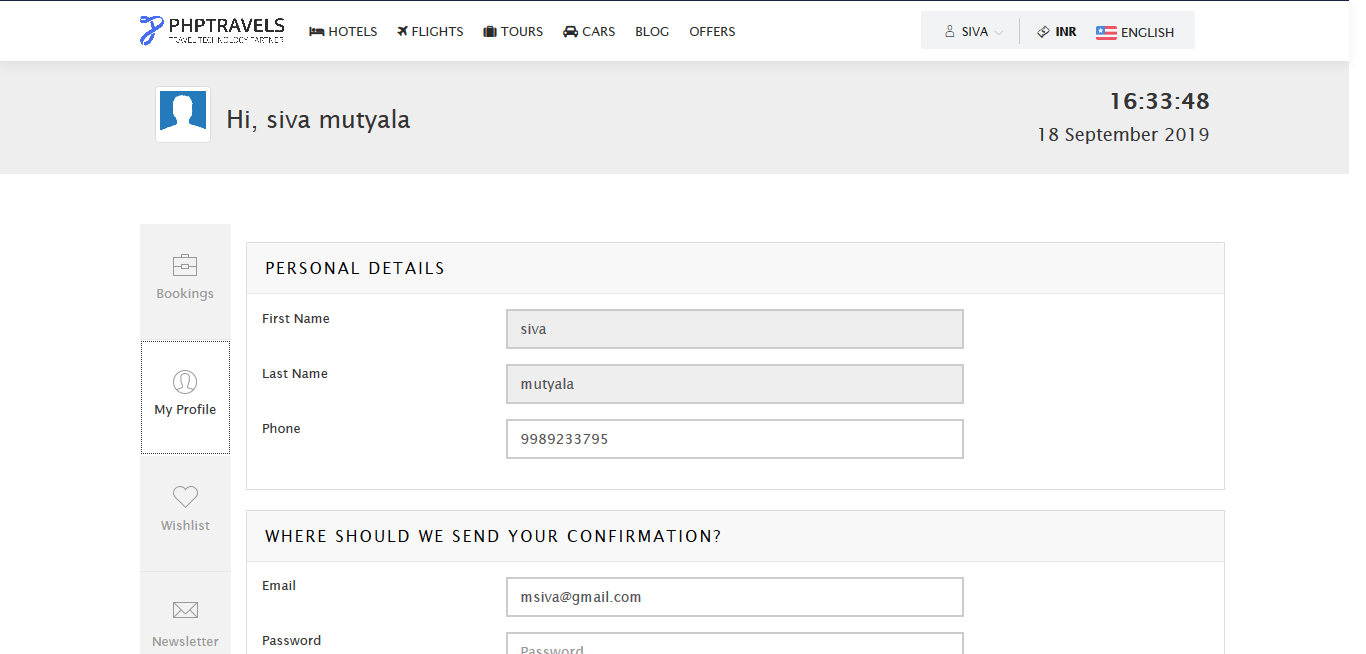 PHPTRAVELS HOTELS FLIGHTS TOURS CARS BLOG OFFERS SIVA INR ENGLISH
TRAVEL TECHNOLOGY PARTNER
Hi, siva mutyala
16:33:48
18 September 2019
Bookings
My Profile
Wishlist
Newsletter
PERSONAL DETAILS
First Name siva
Last Name mutyala
Phone 9989233795
WHERE SHOULD WE SEND YOUR CONFIRMATION?
Email msiva@gmail.com
Password Password